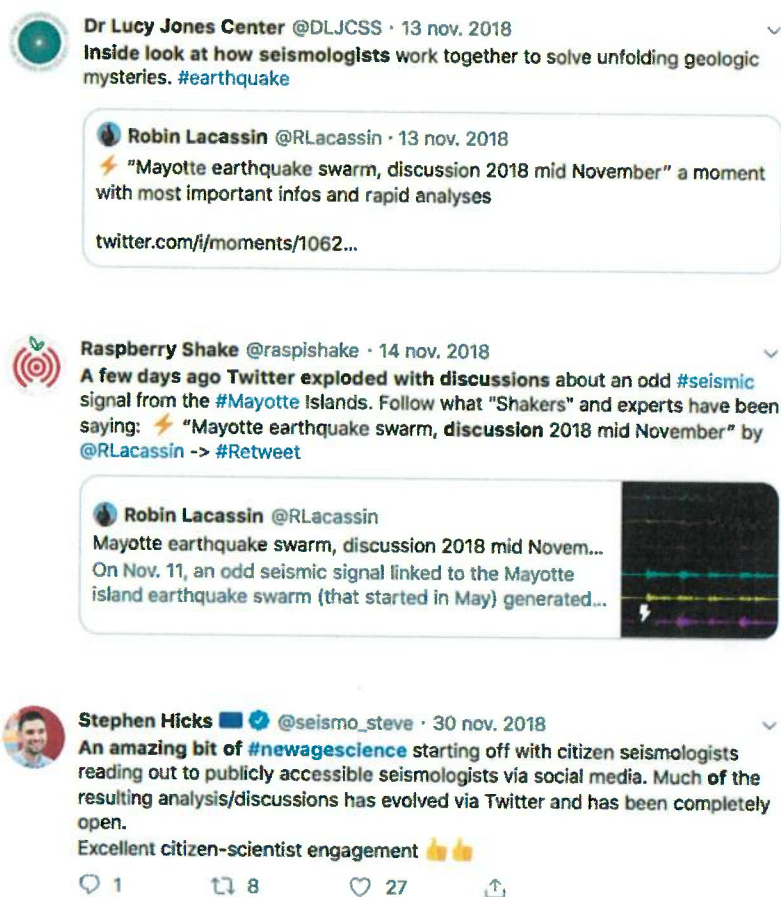 Dr Lucy Jones Center @DLJCSS · 13 nov. 2018
Inside look at how seismologists work together to solve unfolding geologic
mysteries. #earthquake
Robin Lacassin @RLacassin · 13 nov. 2018
⚡ "Mayotte earthquake swarm, discussion 2018 mid November" a moment
with most important infos and rapid analyses
twitter.com/i/moments/1062...
Raspberry Shake @raspishake · 14 nov. 2018
A few days ago Twitter exploded with discussions about an odd #seismic
signal from the #Mayotte Islands. Follow what "Shakers" and experts have been
saying: ⚡ "Mayotte earthquake swarm, discussion 2018 mid November" by
@RLacassin -> #Retweet
Robin Lacassin @RLacassin
Mayotte earthquake swarm, discussion 2018 mid Novem...
On Nov. 11, an odd seismic signal linked to the Mayotte
island earthquake swarm (that started in May) generated...
Stephen Hicks @seismo_steve · 30 nov. 2018
An amazing bit of #newagescience starting off with citizen seismologists
reading out to publicly accessible seismologists via social media. Much of the
resulting analysis/discussions has evolved via Twitter and has been completely
open.
Excellent citizen-scientist engagement 👍👍
1 8 27